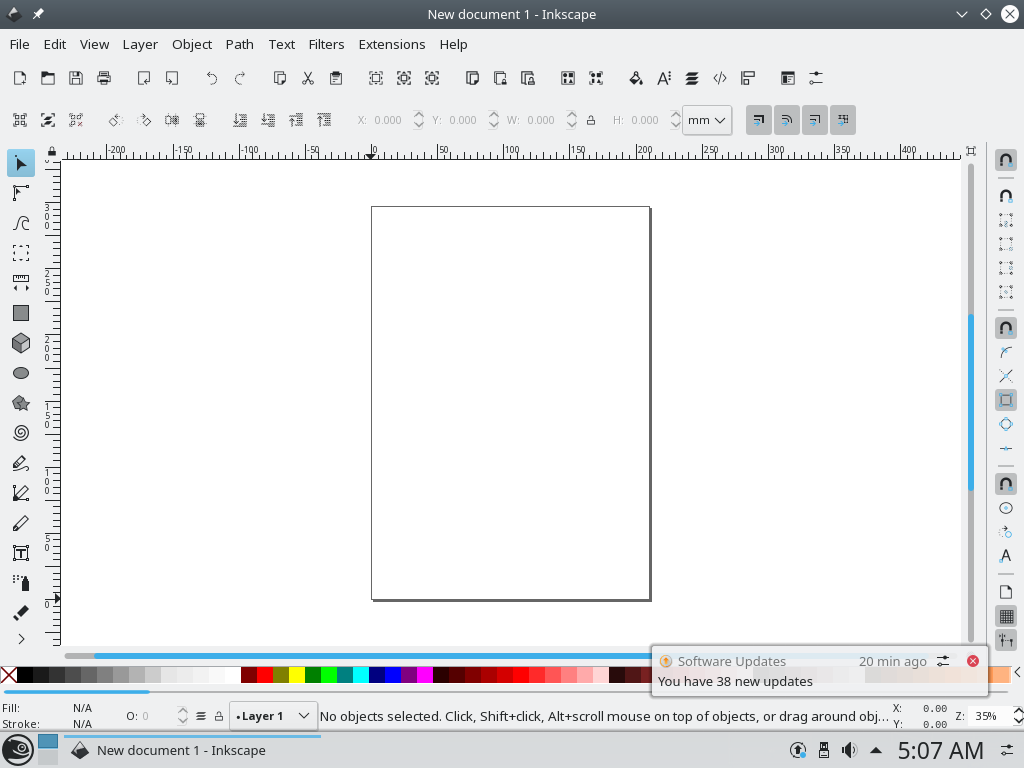 New document 1 - Inkscape
File Edit View Layer Object Path Text Filters Extensions Help
X: 0.000 Y: 0.000 W: 0.000 H: 0.000 mm
-200 -150 -100 -50 0 50 100 150 200 250 300 350 400
300
250
200
150
100
50
0
Software Updates 20 min ago
You have 38 new updates
Fill: N/A
Stroke: N/A
O: 0
Layer 1
No objects selected. Click, Shift+click, Alt+scroll mouse on top of objects, or drag around obj...
X: 0.00
Y: 0.00
Z: 35%
New document 1 - Inkscape
5:07 AM